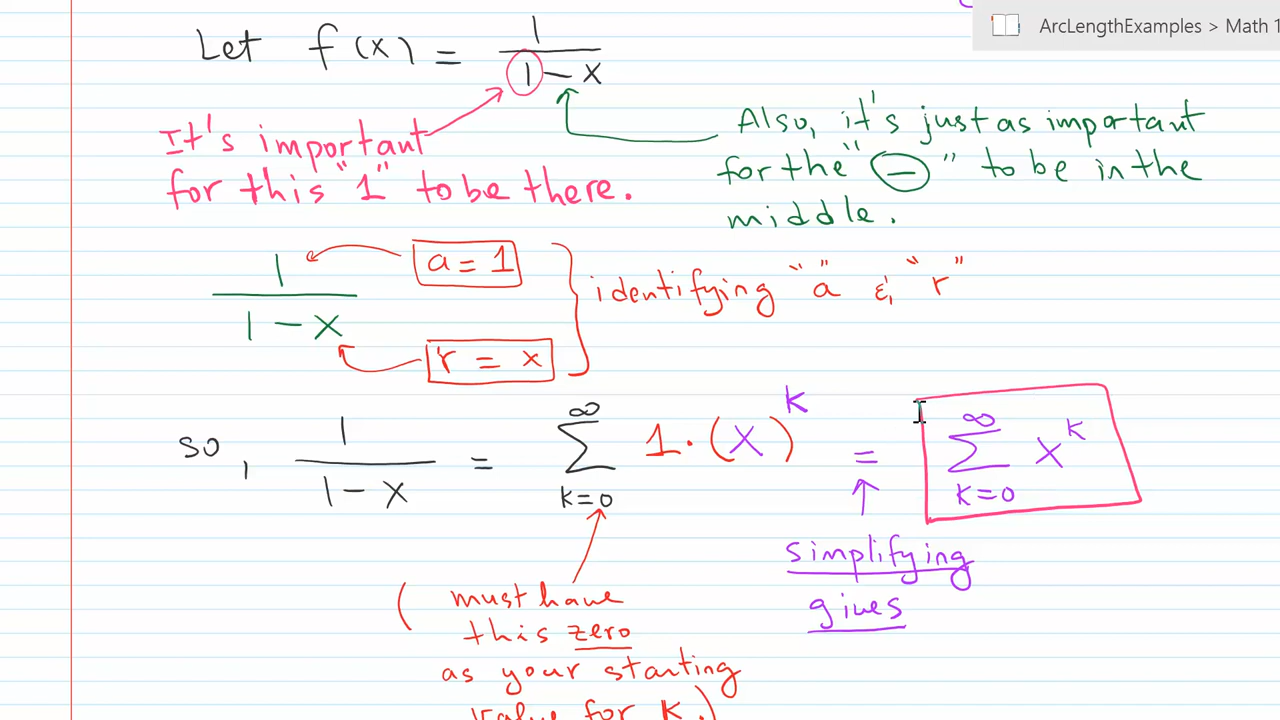 ArcLengthExamples > Math 1
Let f(x) = 1 / (1 - x)
It's important
for this "1" to be there.
Also, it's just as important
for the "-" to be in the
middle.
1 / (1 - x)
a = 1
r = x
identifying "a" & "r"
so, 1 / (1 - x) = ∑_{k=0}^{∞} 1 · (x)^k = ∑_{k=0}^{∞} x^k
simplifying
gives
( must have
this zero
as your starting
value for k.)